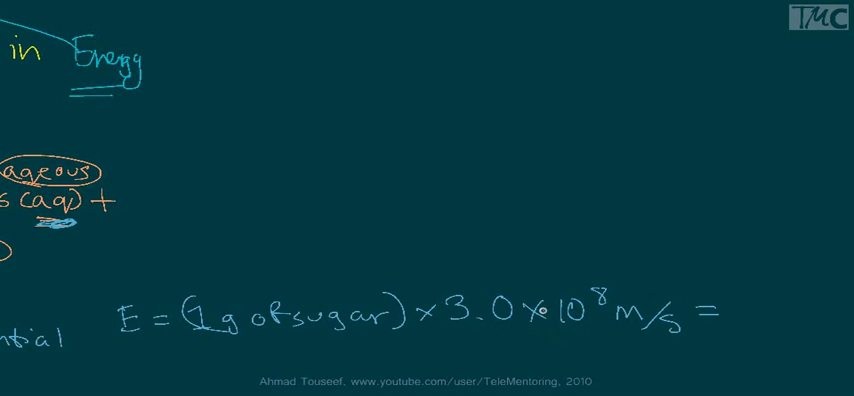 TMC
in Energy
aqeous
s (aq) +
)
E = (1g of sugar) × 3.0 × 10⁸ m/s =
ntial
Ahmad Touseef, www.youtube.com/user/TeleMentoring, 2010